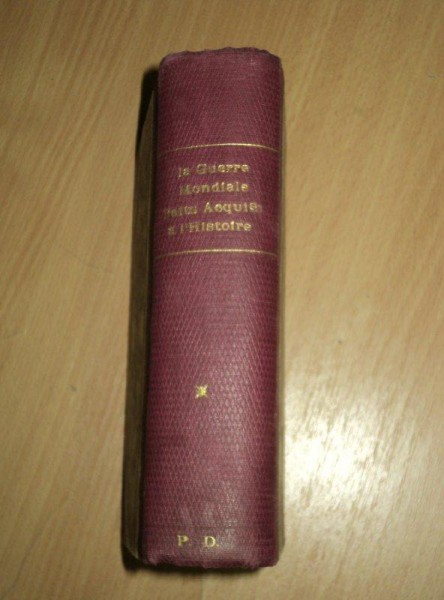 la Guerre
Mondiale
Faits Acquis
a l'Histoire
P. D.